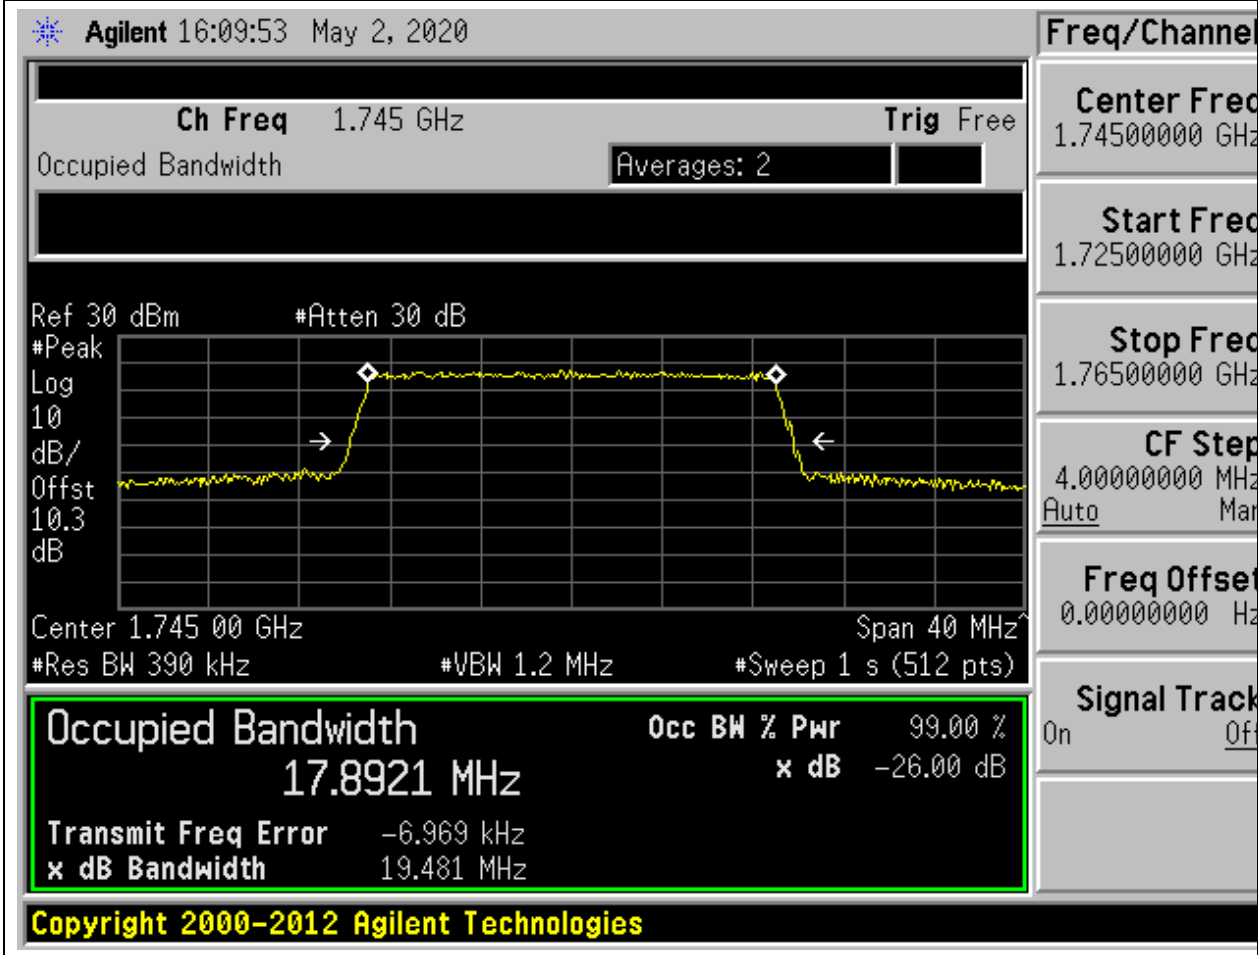 Agilent 16:09:53 May 2, 2020
Freq/Channel
Ch Freq 1.745 GHz Trig Free
Occupied Bandwidth Averages: 2
Center Freq
1.74500000 GHz
Start Freq
1.72500000 GHz
Stop Freq
1.76500000 GHz
CF Step
4.00000000 MHz
Auto Man
Freq Offset
0.00000000 Hz
Signal Track
On Off
Ref 30 dBm #Atten 30 dB
#Peak
Log
10
dB/
Offst
10.3
dB
Center 1.745 00 GHz Span 40 MHz^
#Res BW 390 kHz #VBW 1.2 MHz #Sweep 1 s (512 pts)
Occupied Bandwidth Occ BW % Pwr 99.00 %
17.8921 MHz x dB -26.00 dB
Transmit Freq Error -6.969 kHz
x dB Bandwidth 19.481 MHz
Copyright 2000-2012 Agilent Technologies